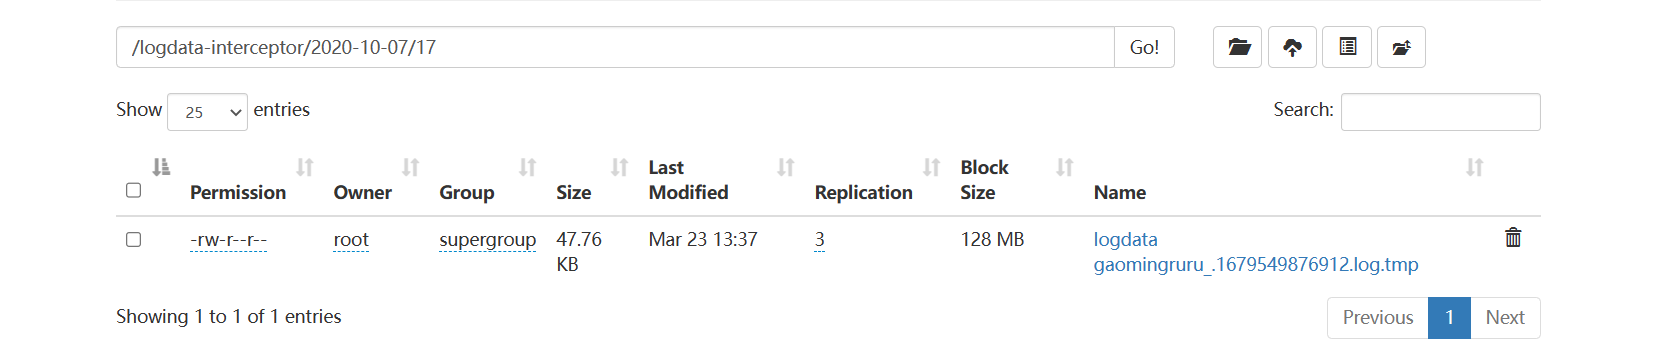 /logdata-interceptor/2020-10-07/17 Go!
Show 25 entries Search:
Permission Owner Group Size Last Modified Replication Block Size Name
-rw-r--r-- root supergroup 47.76 KB Mar 23 13:37 3 128 MB logdata
gaomingruru_.1679549876912.log.tmp
Showing 1 to 1 of 1 entries Previous 1 Next